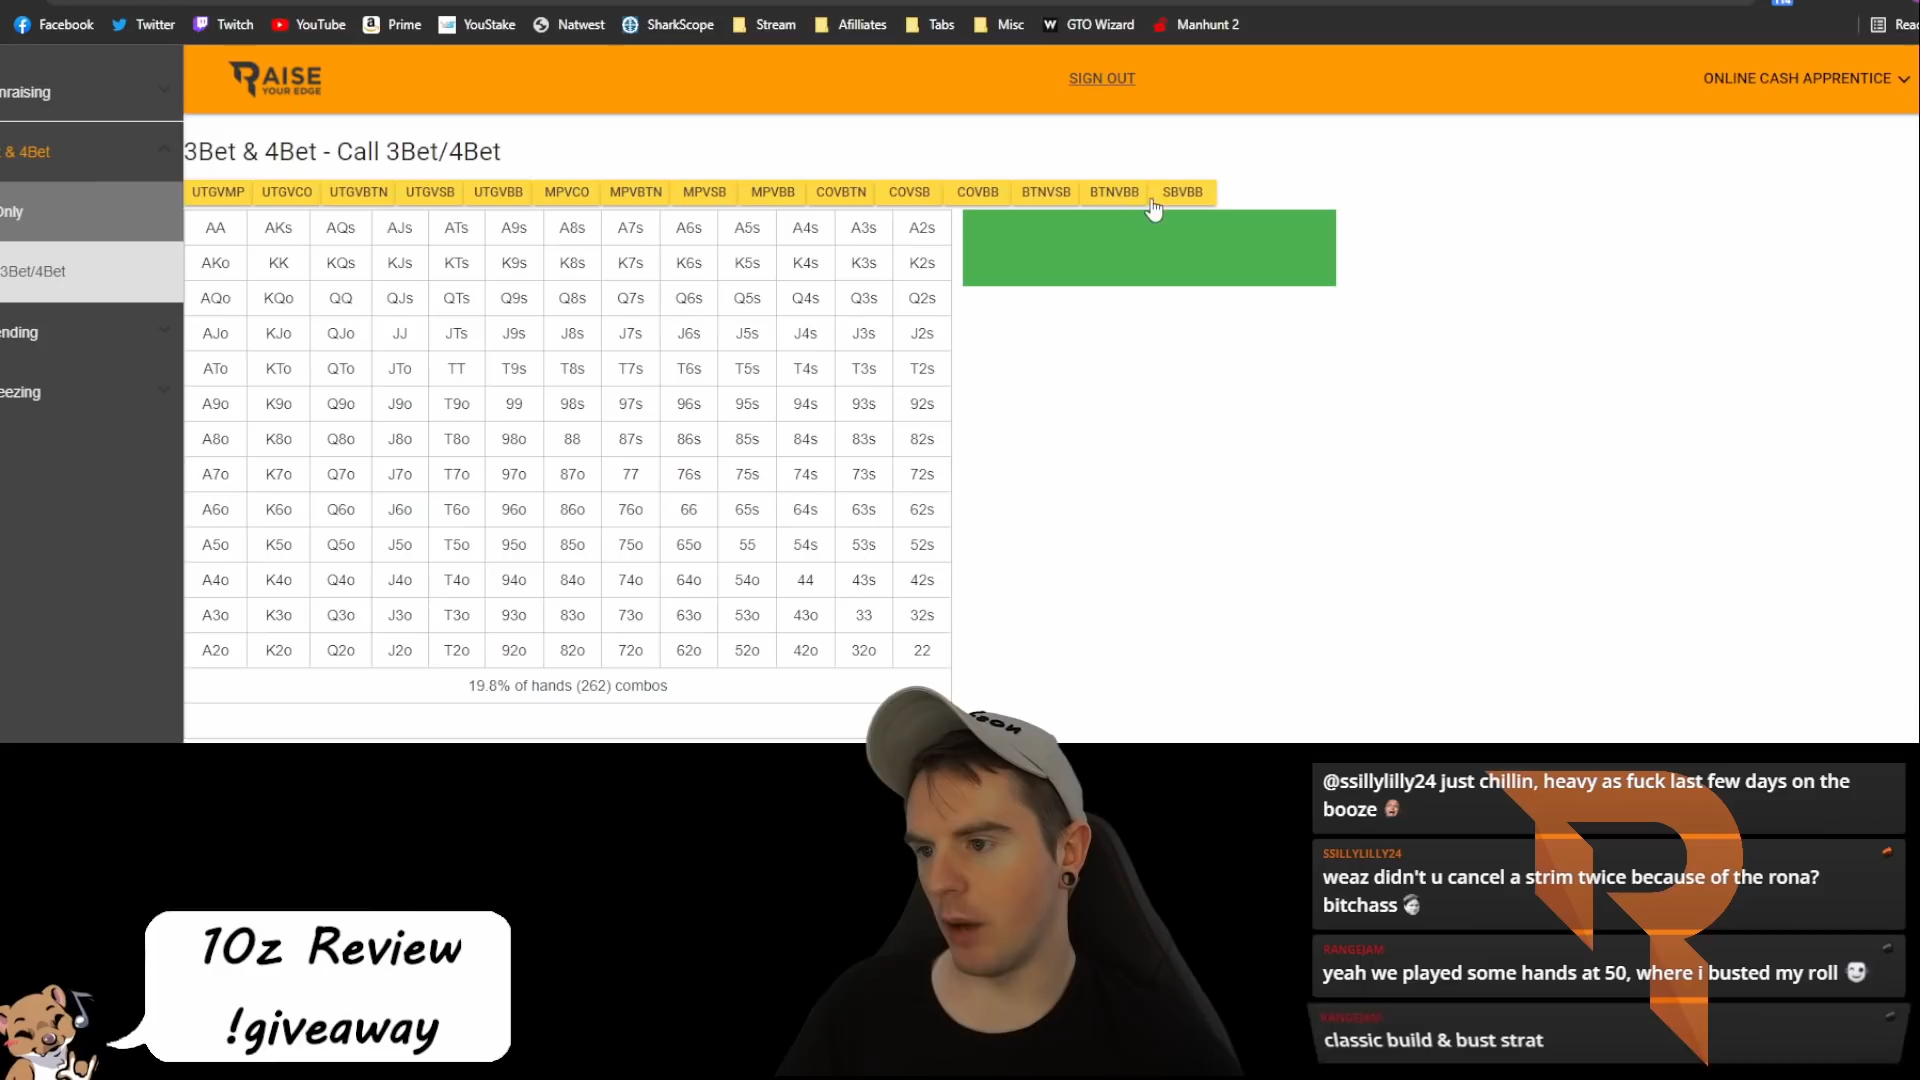 Facebook Twitter Twitch YouTube Prime YouStake Natwest SharkScope Stream Afilliates Tabs Misc W GTO Wizard Manhunt 2
RAISE YOUR EDGE
SIGN OUT
ONLINE CASH APPRENTICE
nraising
& 4Bet
Only
3Bet/4Bet
ending
eezing
3Bet & 4Bet - Call 3Bet/4Bet
UTGVMP UTGVCO UTGVBTN UTGVSB UTGVBB MPVCO MPVBTN MPVSB MPVBB COVBTN COVSB COVBB BTNVSB BTNVBB SBVBB
AA AKs AQs AJs ATs A9s A8s A7s A6s A5s A4s A3s A2s
AKo KK KQs KJs KTs K9s K8s K7s K6s K5s K4s K3s K2s
AQo KQo QQ QJs QTs Q9s Q8s Q7s Q6s Q5s Q4s Q3s Q2s
AJo KJo QJo JJ JTs J9s J8s J7s J6s J5s J4s J3s J2s
ATo KTo QTo JTo TT T9s T8s T7s T6s T5s T4s T3s T2s
A9o K9o Q9o J9o T9o 99 98s 97s 96s 95s 94s 93s 92s
A8o K8o Q8o J8o T8o 98o 88 87s 86s 85s 84s 83s 82s
A7o K7o Q7o J7o T7o 97o 87o 77 76s 75s 74s 73s 72s
A6o K6o Q6o J6o T6o 96o 86o 76o 66 65s 64s 63s 62s
A5o K5o Q5o J5o T5o 95o 85o 75o 65o 55 54s 53s 52s
A4o K4o Q4o J4o T4o 94o 84o 74o 64o 54o 44 43s 42s
A3o K3o Q3o J3o T3o 93o 83o 73o 63o 53o 43o 33 32s
A2o K2o Q2o J2o T2o 92o 82o 72o 62o 52o 42o 32o 22
19.8% of hands (262) combos
10z Review
!giveaway
@ssillylilly24 just chillin, heavy as fuck last few days on the
booze
SSILLYLILLY24
weaz didn't u cancel a strim twice because of the rona?
bitchass
RANGEJAM
yeah we played some hands at 50, where i busted my roll
RANGEJAM
classic build & bust strat